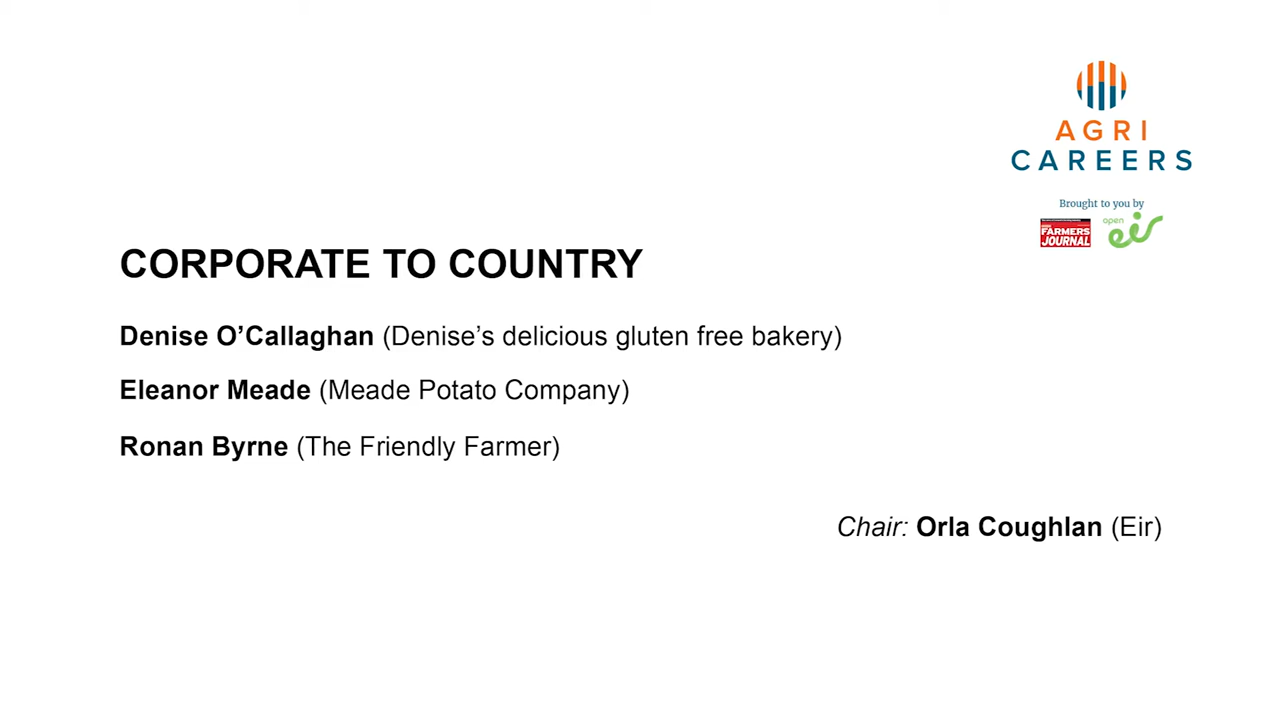 AGRI
CAREERS
Brought to you by
FARMERS
JOURNAL
open
eir
CORPORATE TO COUNTRY
Denise O’Callaghan (Denise’s delicious gluten free bakery)
Eleanor Meade (Meade Potato Company)
Ronan Byrne (The Friendly Farmer)
Chair: Orla Coughlan (Eir)